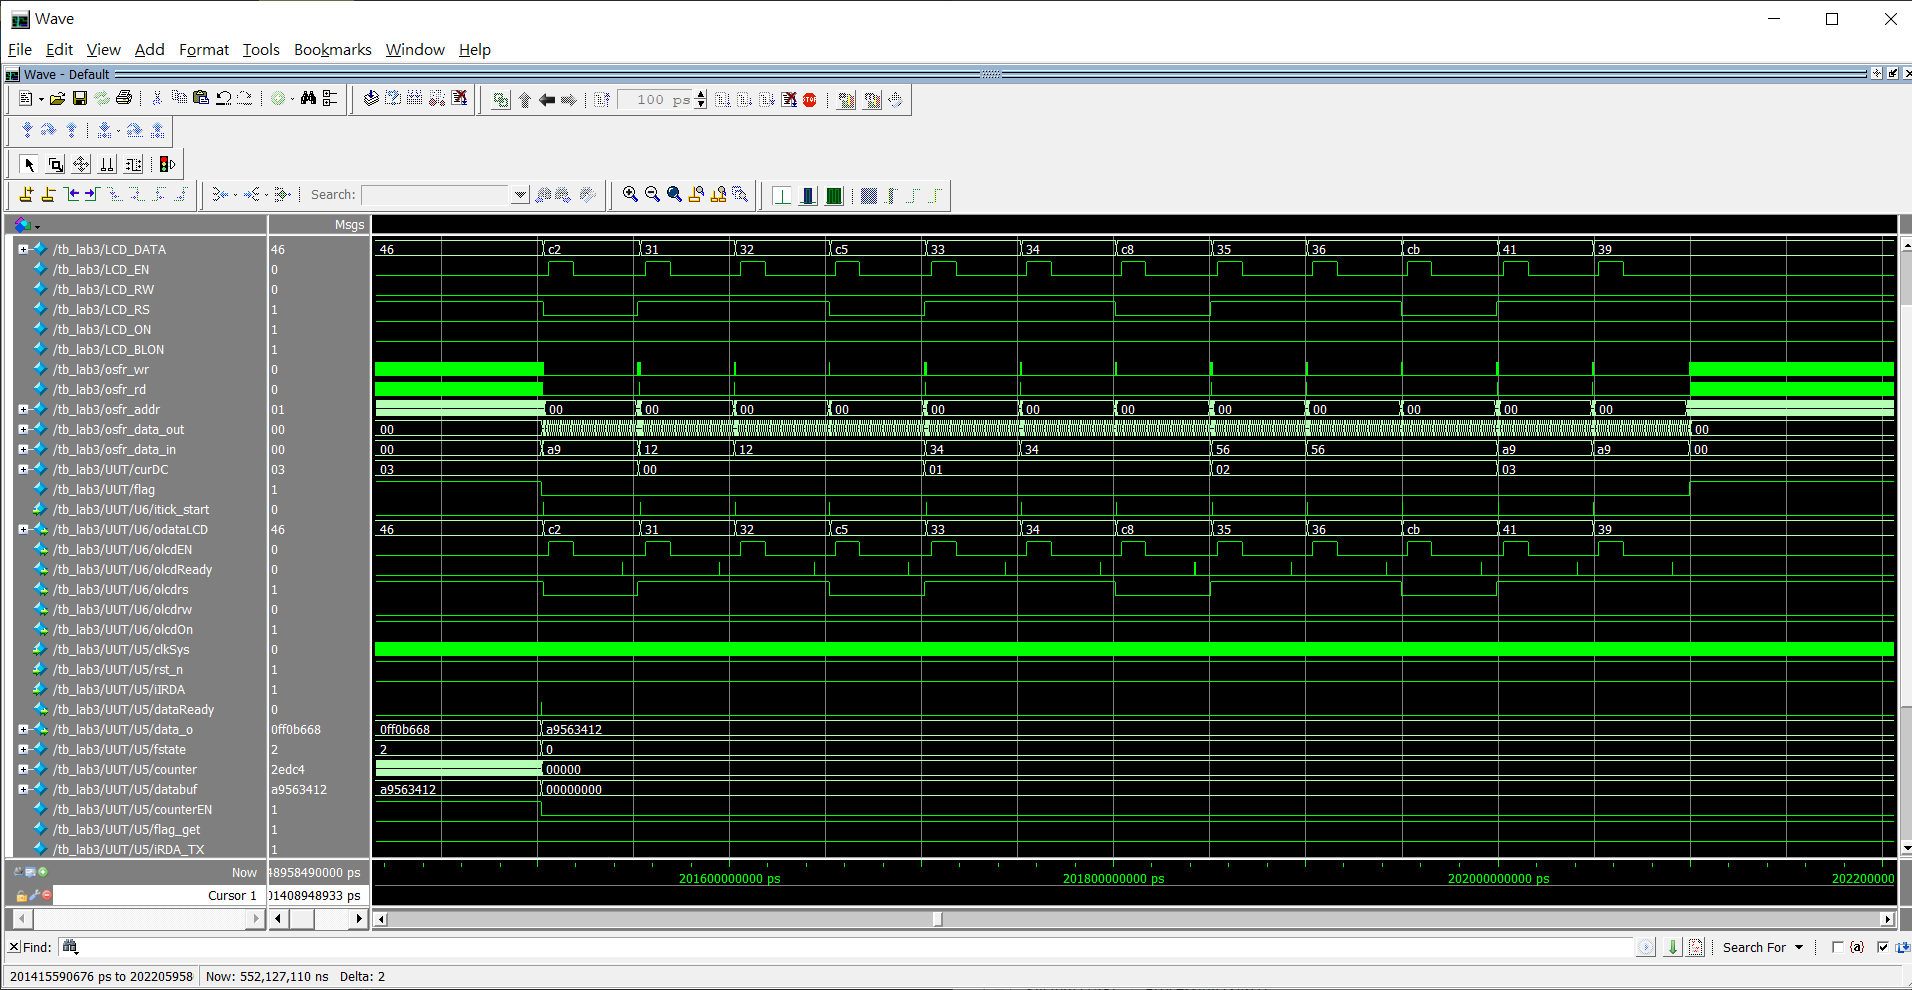 Wave
File Edit View Add Format Tools Bookmarks Window Help
Wave - Default
100 ps
STOP
Search:
Msgs
/tb_lab3/LCD_DATA 46 46 c2 31 32 c5 33 34 c8 35 36 cb 41 39
/tb_lab3/LCD_EN 0
/tb_lab3/LCD_RW 0
/tb_lab3/LCD_RS 1
/tb_lab3/LCD_ON 1
/tb_lab3/LCD_BLON 1
/tb_lab3/osfr_wr 0
/tb_lab3/osfr_rd 0
/tb_lab3/osfr_addr 01 00 00 00 00 00 00 00 00 00 00 00 00
/tb_lab3/osfr_data_out 00 00 00
/tb_lab3/osfr_data_in 00 00 a9 12 12 34 34 56 56 a9 a9 00
/tb_lab3/UUT/curDC 03 03 00 01 02 03
/tb_lab3/UUT/flag 1
/tb_lab3/UUT/U6/itick_start 0
/tb_lab3/UUT/U6/odataLCD 46 46 c2 31 32 c5 33 34 c8 35 36 cb 41 39
/tb_lab3/UUT/U6/olcdEN 0
/tb_lab3/UUT/U6/olcdReady 0
/tb_lab3/UUT/U6/olcdrs 1
/tb_lab3/UUT/U6/olcdrw 0
/tb_lab3/UUT/U6/olcdOn 1
/tb_lab3/UUT/U5/clkSys 0
/tb_lab3/UUT/U5/rst_n 1
/tb_lab3/UUT/U5/iIRDA 1
/tb_lab3/UUT/U5/dataReady 0
/tb_lab3/UUT/U5/data_o 0ff0b668 0ff0b668 a9563412
/tb_lab3/UUT/U5/fstate 2 2 0
/tb_lab3/UUT/U5/counter 2edc4 00000
/tb_lab3/UUT/U5/databuf a9563412 a9563412 00000000
/tb_lab3/UUT/U5/counterEN 1
/tb_lab3/UUT/U5/flag_get 1
/tb_lab3/UUT/U5/iRDA_TX 1
Now 48958490000 ps 201600000000 ps 201800000000 ps 202000000000 ps 202200000
Cursor 1 01408948933 ps
Find: Search For {a}
201415590676 ps to 202205958 Now: 552,127,110 ns Delta: 2